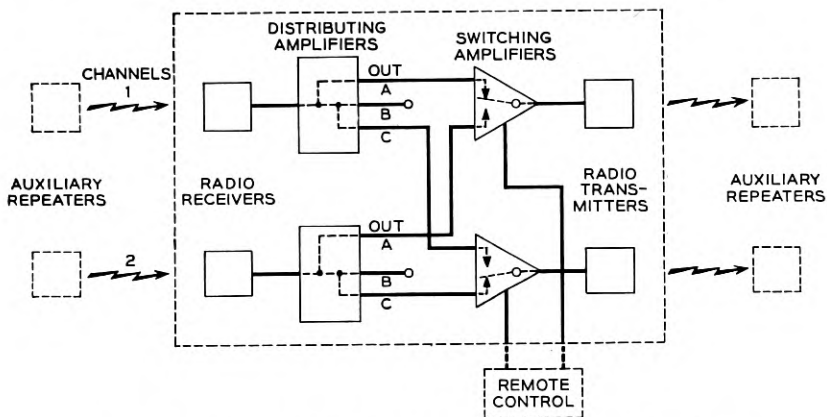 DISTRIBUTING
AMPLIFIERS
SWITCHING
AMPLIFIERS
CHANNELS
1
OUT
A
B
C
AUXILIARY
REPEATERS
RADIO
RECEIVERS
RADIO
TRANS-
MITTERS
AUXILIARY
REPEATERS
2
OUT
A
B
C
REMOTE
CONTROL